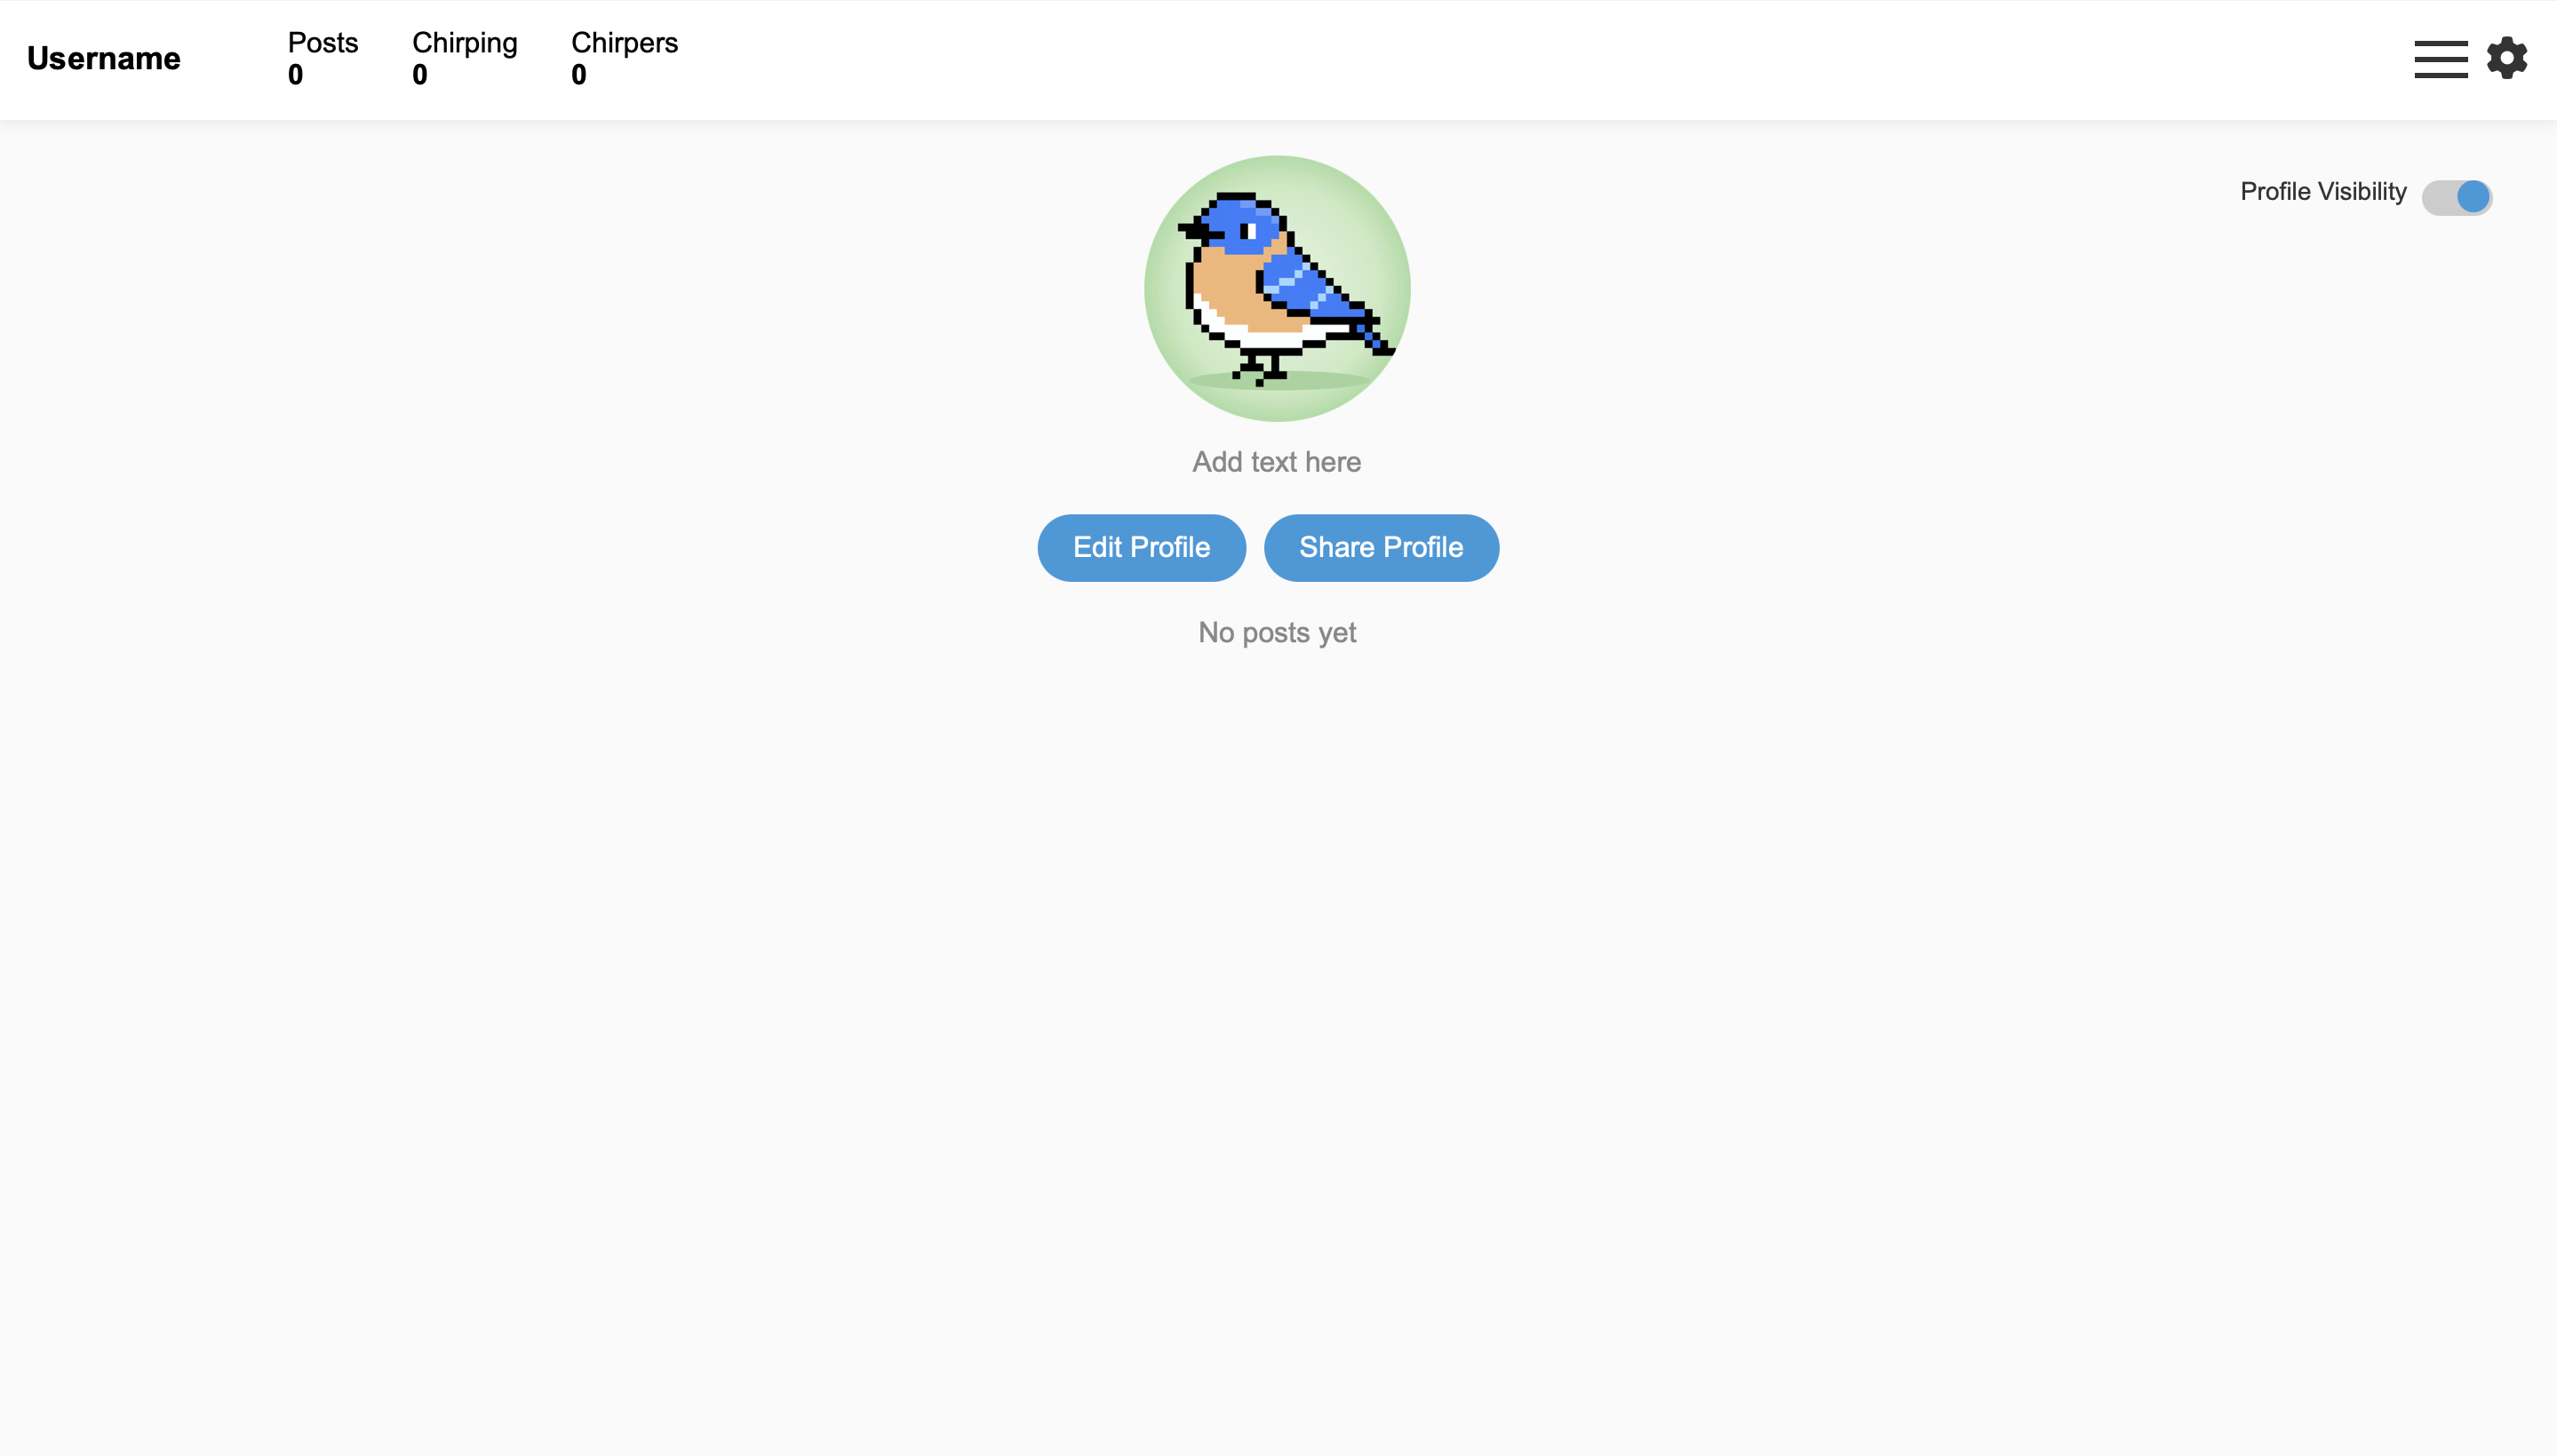 Username
Posts
0
Chirping
0
Chirpers
0
Profile Visibility
Add text here
Edit Profile
Share Profile
No posts yet